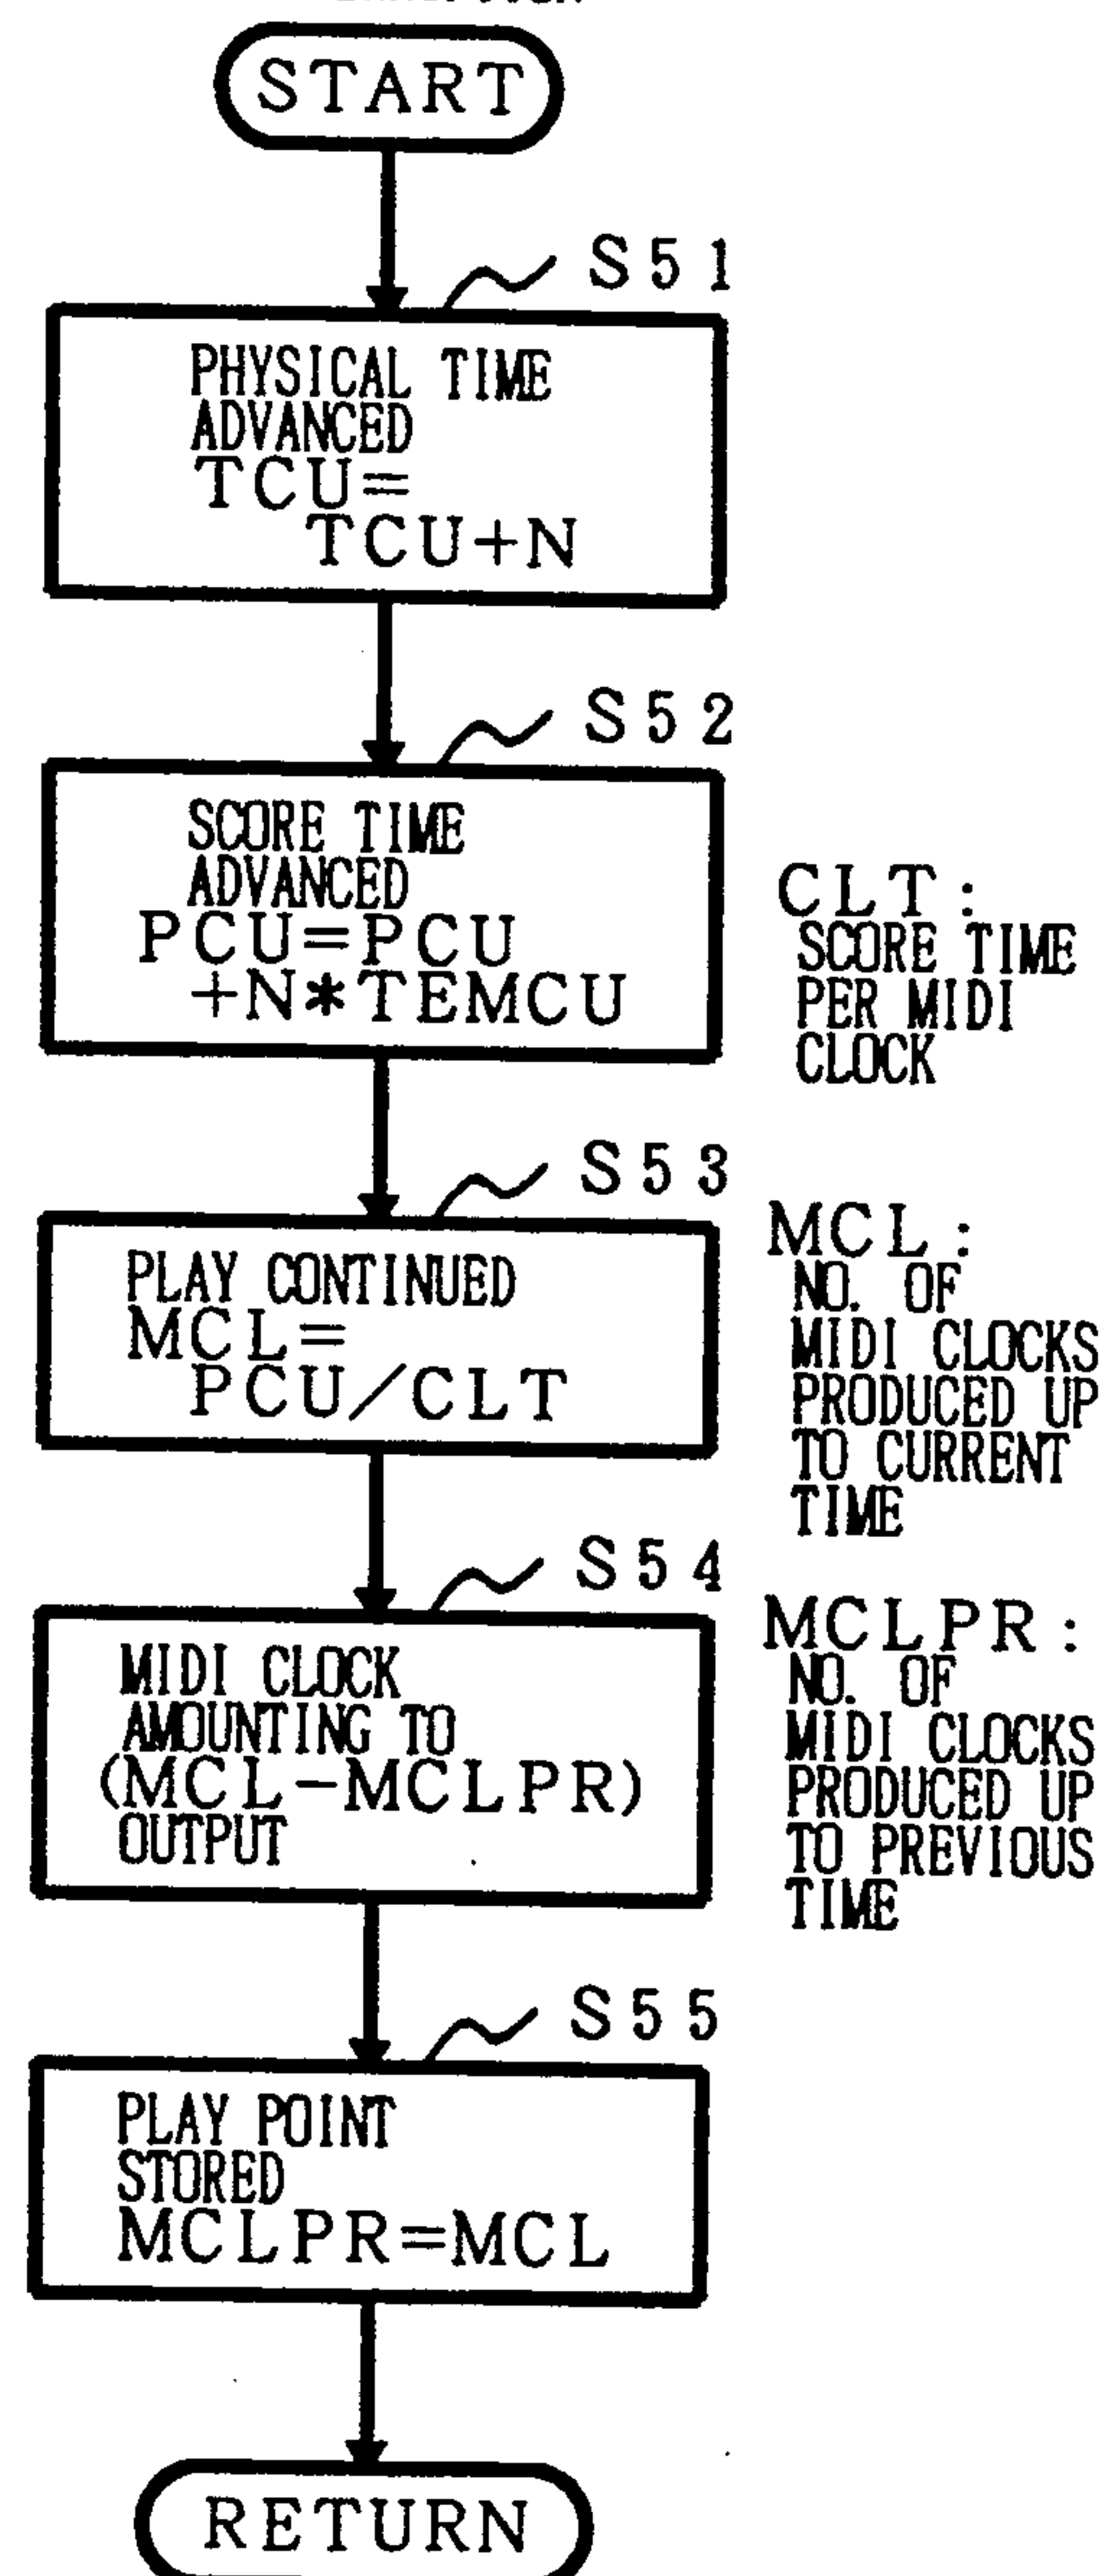 START
S51
PHYSICAL TIME
ADVANCED
TCU=
TCU+N
S52
SCORE TIME
ADVANCED
PCU=PCU
+N*TEMCU
CLT:
SCORE TIME
PER MIDI
CLOCK
S53
PLAY CONTINUED
MCL=
PCU/CLT
MCL:
NO. OF
MIDI CLOCKS
PRODUCED UP
TO CURRENT
TIME
S54
MIDI CLOCK
AMOUNTING TO
(MCL-MCLPR)
OUTPUT
MCLPR:
NO. OF
MIDI CLOCKS
PRODUCED UP
TO PREVIOUS
TIME
S55
PLAY POINT
STORED
MCLPR=MCL
RETURN